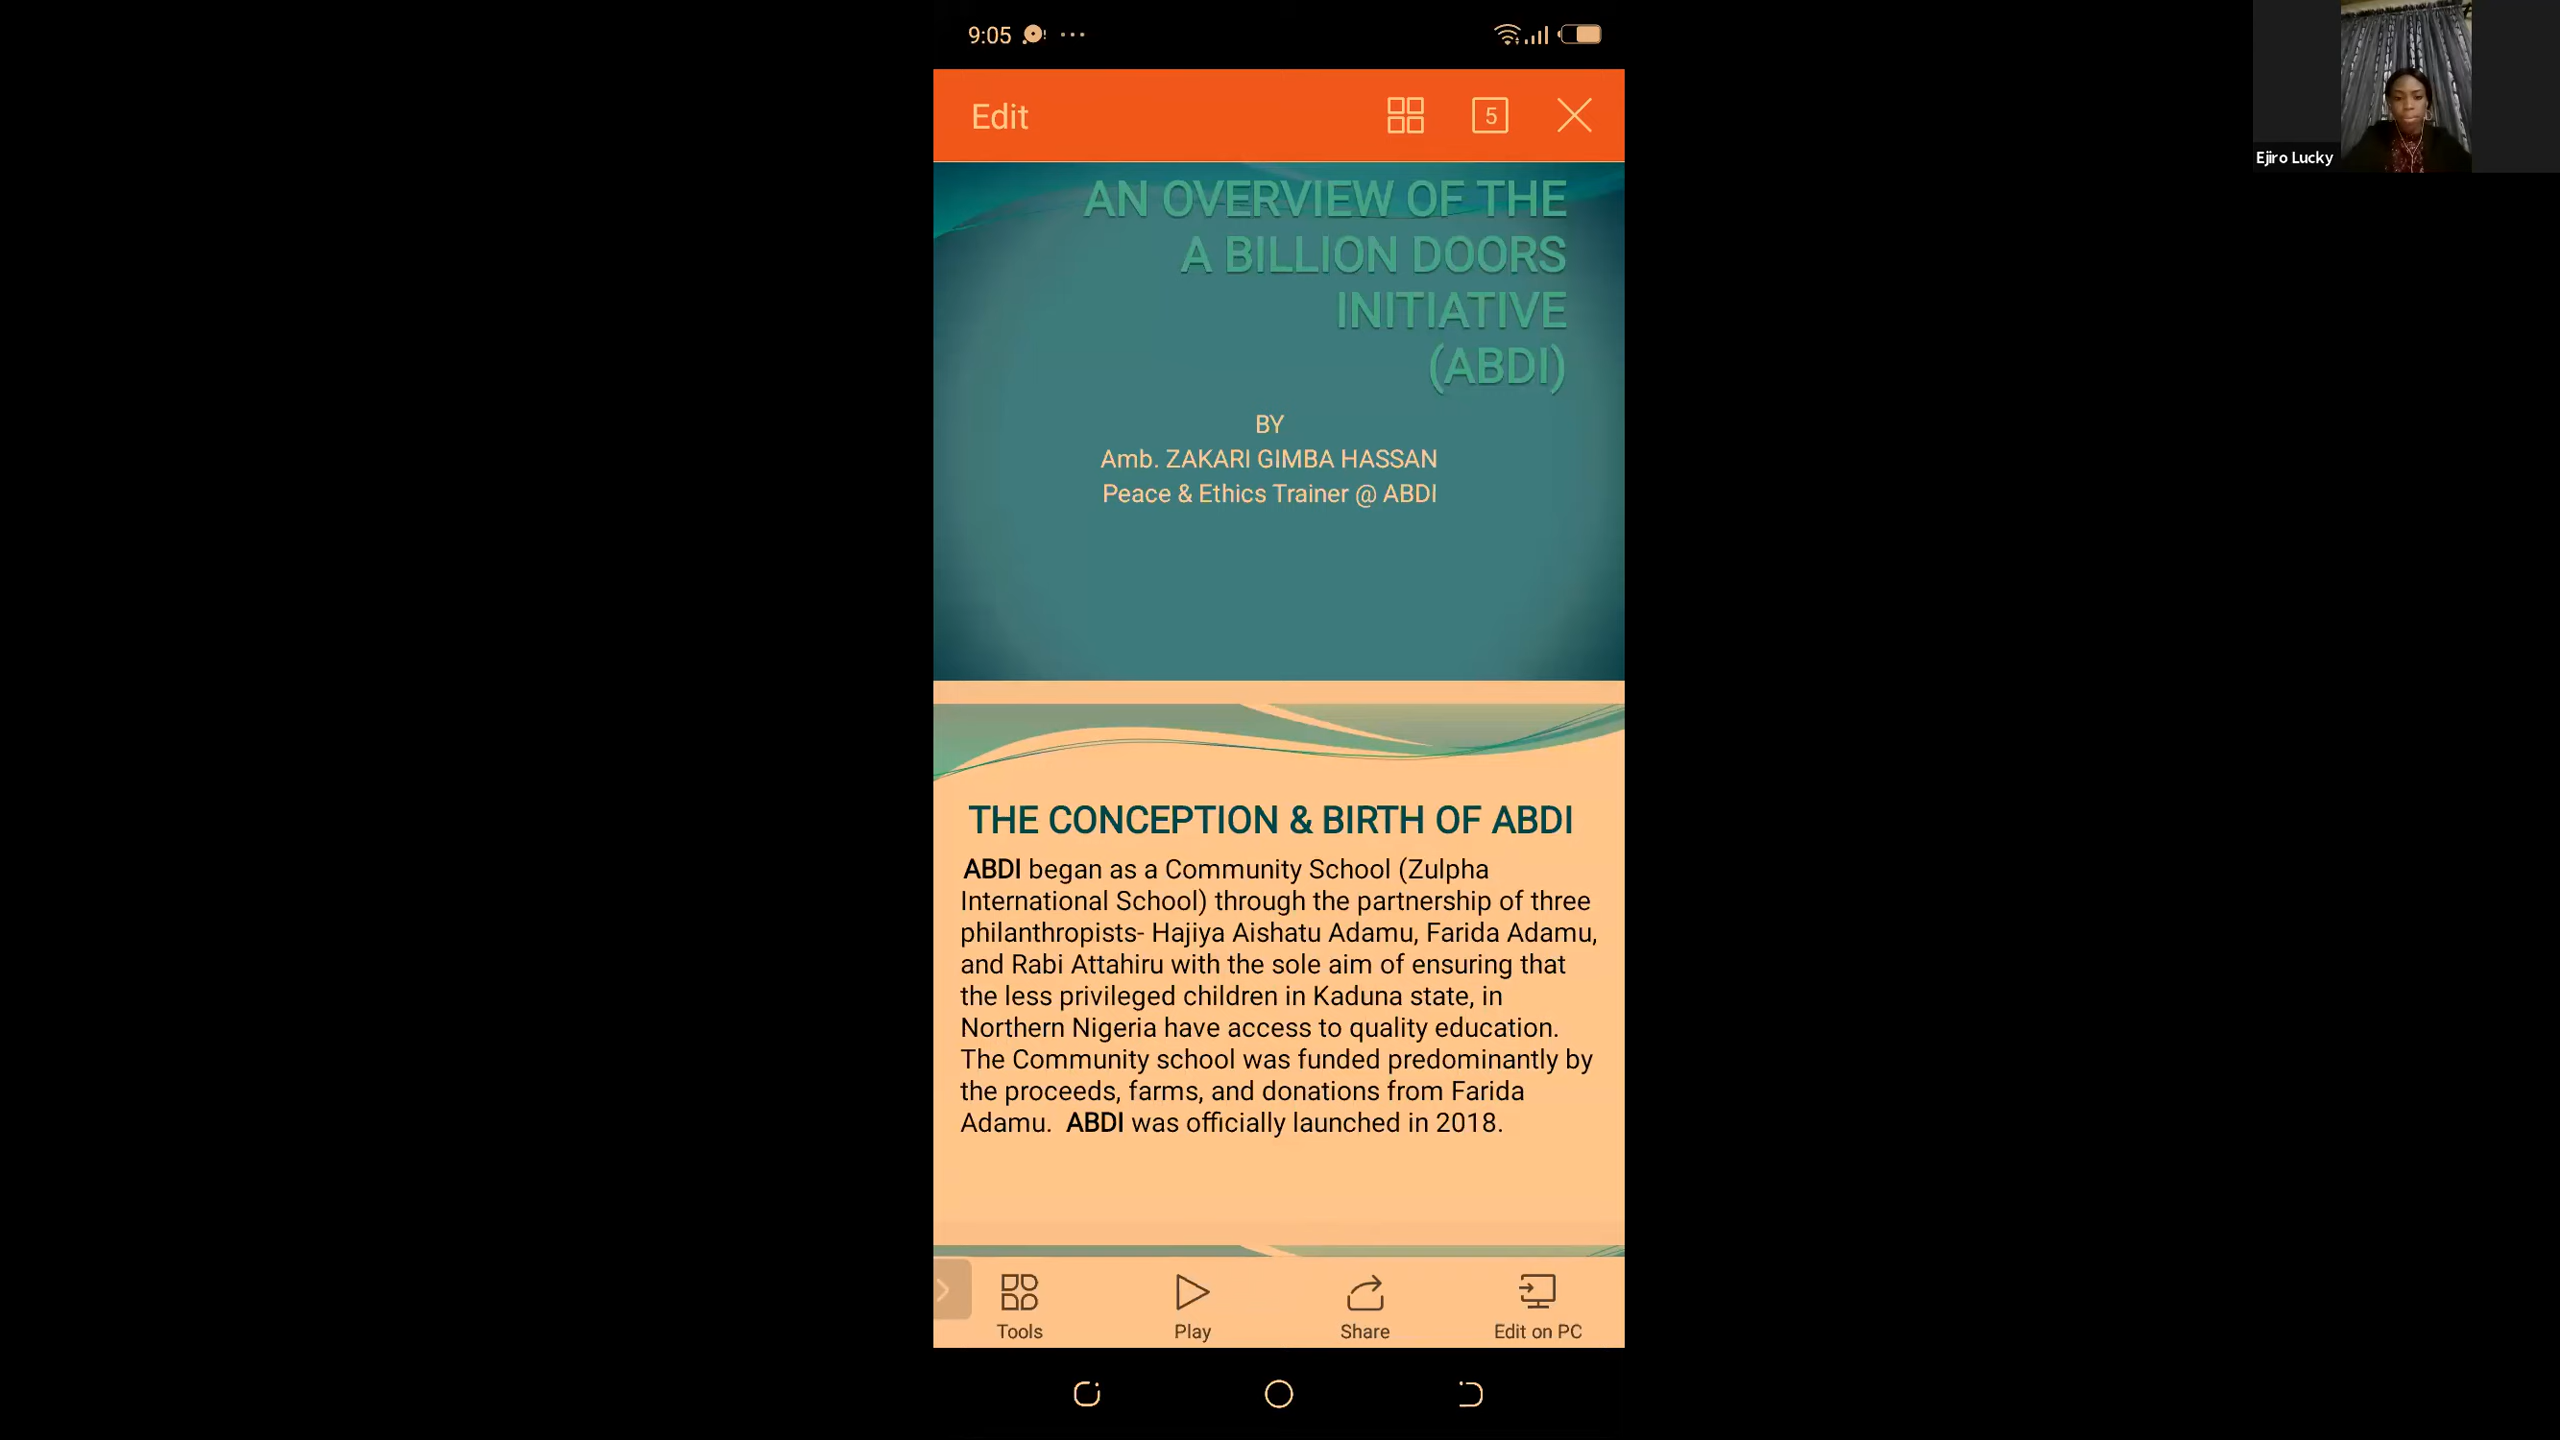 9:05
Edit
5
AN OVERVIEW OF THE
A BILLION DOORS
INITIATIVE
(ABDI)
BY
Amb. ZAKARI GIMBA HASSAN
Peace & Ethics Trainer @ ABDI
THE CONCEPTION & BIRTH OF ABDI
ABDI began as a Community School (Zulpha
International School) through the partnership of three
philanthropists- Hajiya Aishatu Adamu, Farida Adamu,
and Rabi Attahiru with the sole aim of ensuring that
the less privileged children in Kaduna state, in
Northern Nigeria have access to quality education.
The Community school was funded predominantly by
the proceeds, farms, and donations from Farida
Adamu.  ABDI was officially launched in 2018.
Tools
Play
Share
Edit on PC
Ejiro Lucky